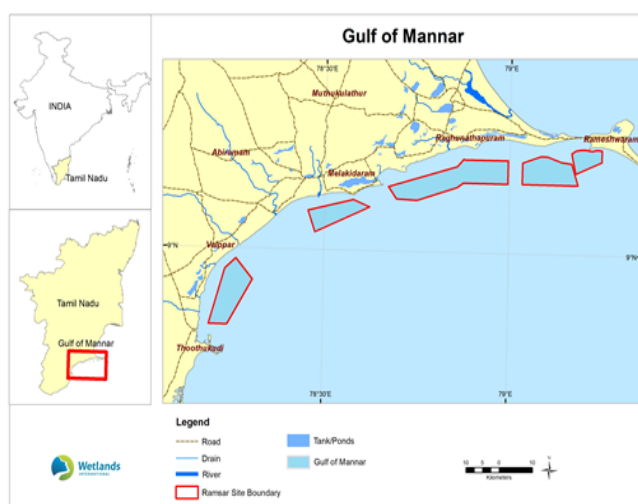 Gulf of Mannar
INDIA
Tamil Nadu
Tamil Nadu
Gulf of Mannar
78°30'E
79°E
Muthukulathur
Abiramam
Raghunathapuram
Rameshwaram
Melakidaram
Veippar
9°N
9°N
Thoothukudi
78°30'E
79°E
Legend
Road
Drain
River
Ramsar Site Boundary
Tank/Ponds
Gulf of Mannar
Wetlands
INTERNATIONAL
10 5 0 10
Kilometers